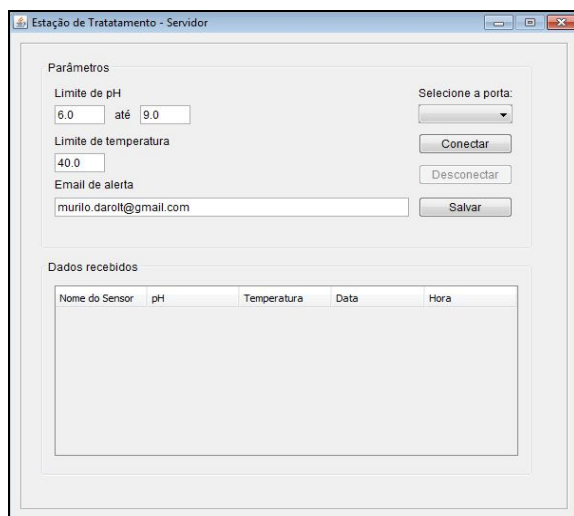 Estação de Tratatamento - Servidor
Parâmetros
Limite de pH
6.0 até 9.0
Limite de temperatura
40.0
Email de alerta
murilo.darolt@gmail.com
Selecione a porta:
Conectar
Desconectar
Salvar
Dados recebidos
Nome do Sensor pH Temperatura Data Hora